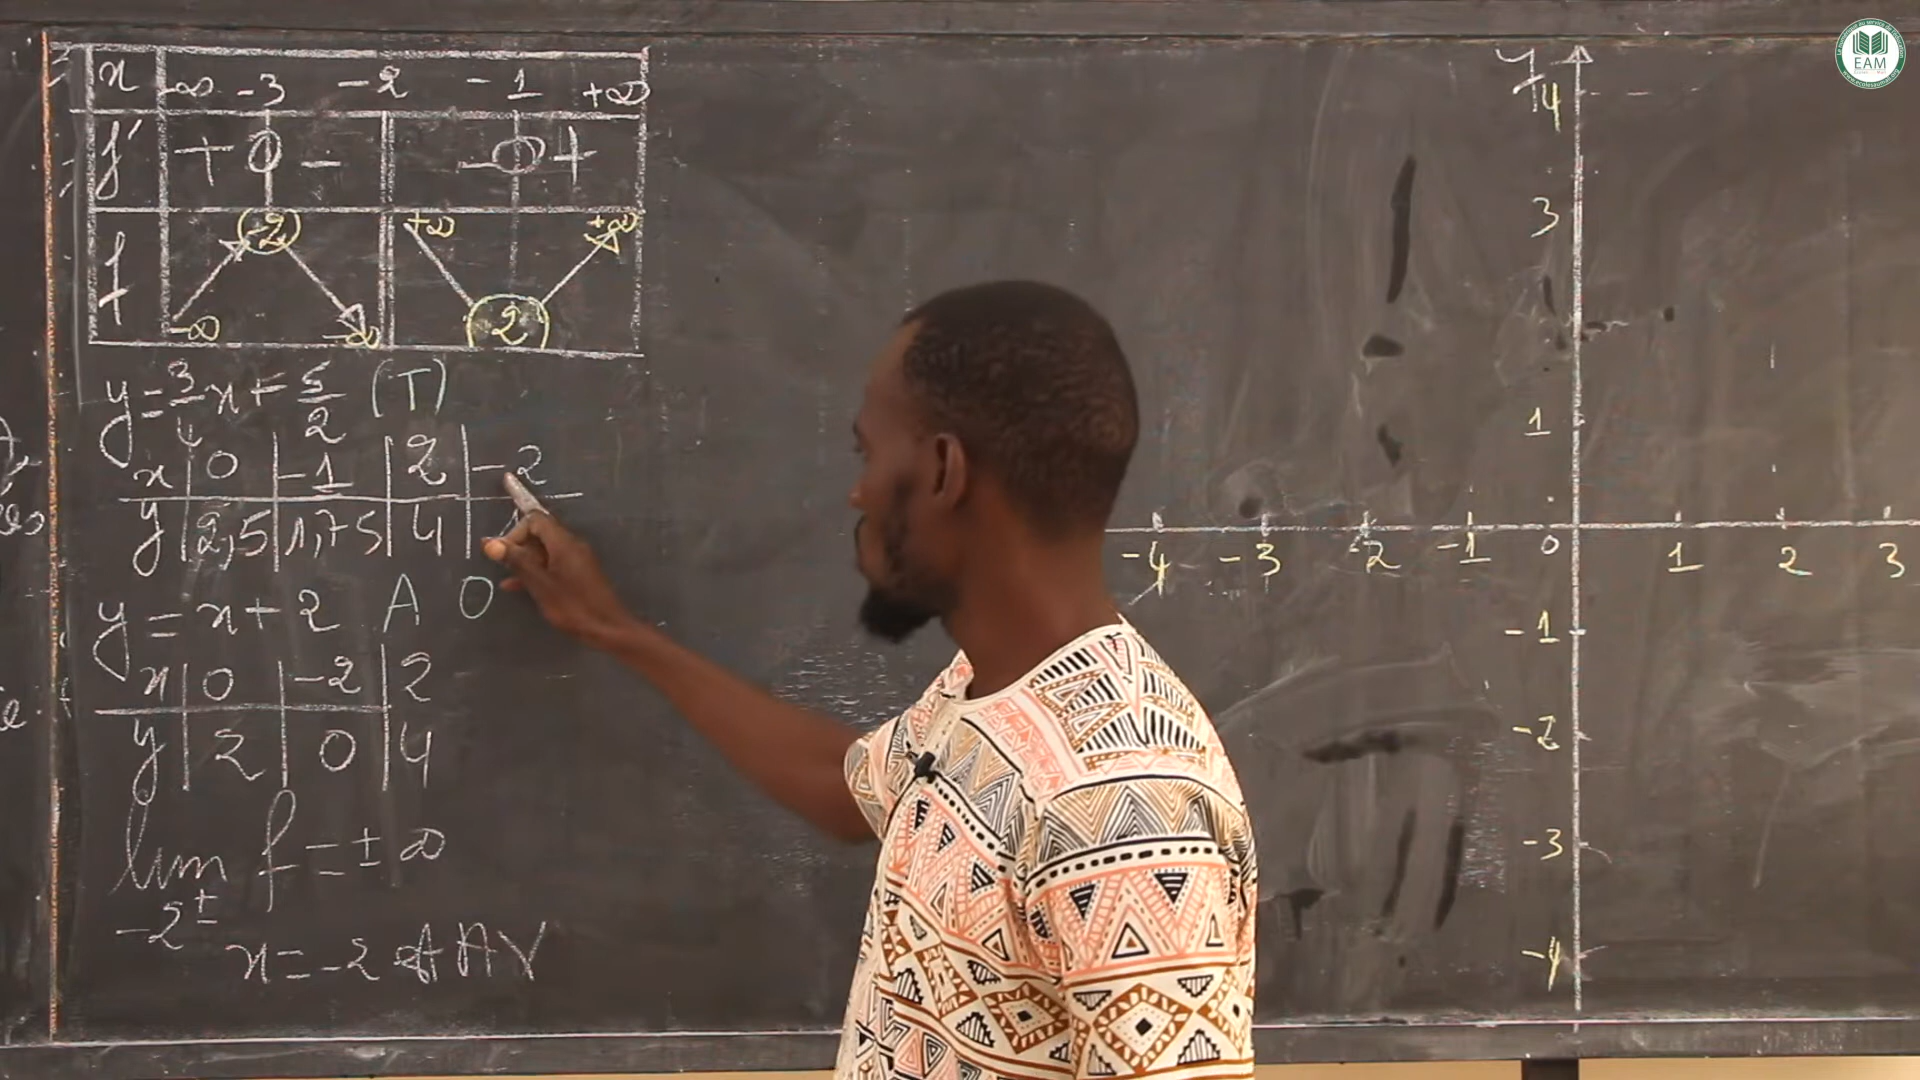 x -∞ -3 -2 -1 +∞
f' + 0 - - 0 +
f -∞ (-2) -∞ +∞ (2) +∞
y = 3/4 x + 5/2 (T)
x 0 -1 2 -2
y 2,5 1,75 4
y = x + 2 A O
x 0 -2 2
y 2 0 4
lim f = ± ∞
-2±
x = -2 A A V
y
4
3
1
-4 -3 -2 -1 0 1 2 3
-1
-2
-3
-4
EAM